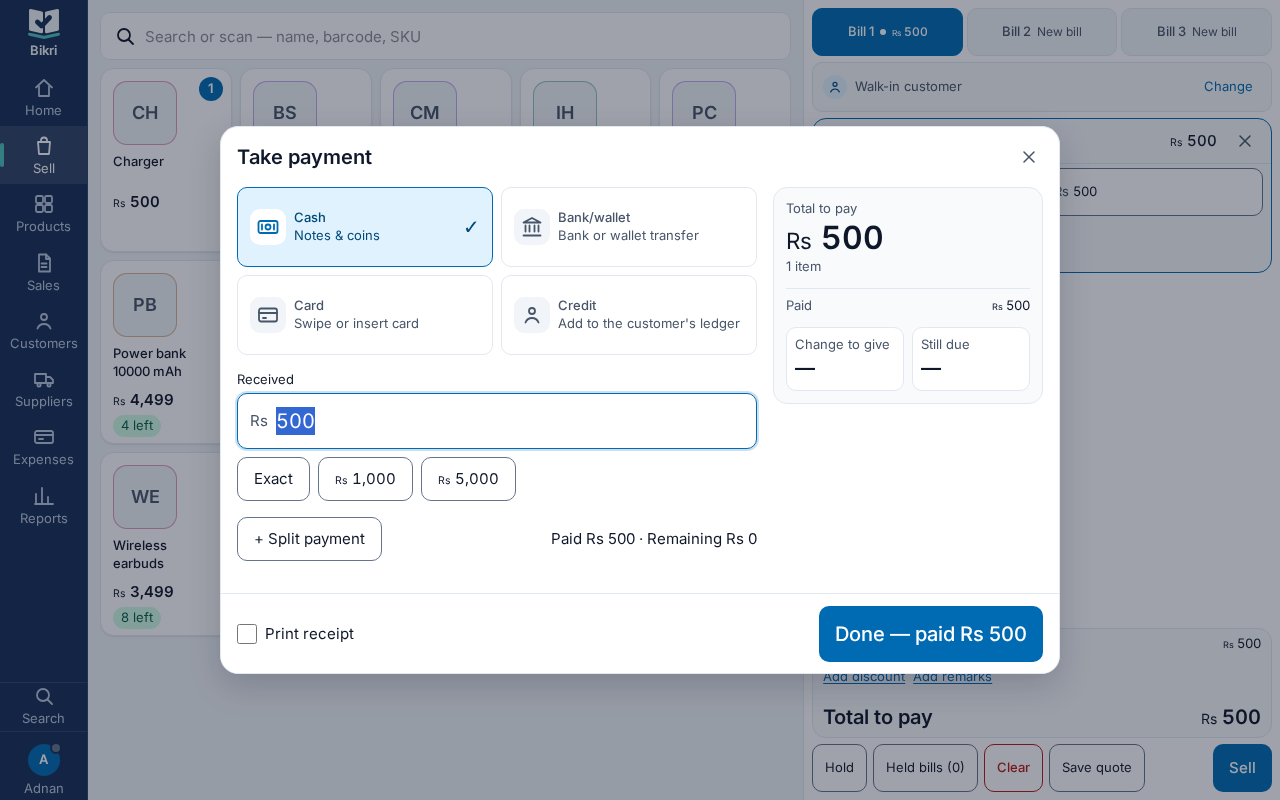 Bikri
Home
Sell
Products
Sales
Customers
Suppliers
Expenses
Reports
Search
A
Adnan
Search or scan — name, barcode, SKU
CH
1
Charger
Rs 500
BS
CM
IH
PC
PB
Power bank
10000 mAh
Rs 4,499
4 left
WE
Wireless
earbuds
Rs 3,499
8 left
Bill 1 ● Rs 500
Bill 2 New bill
Bill 3 New bill
Walk-in customer
Change
Rs 500
Rs 500
Take payment
Cash
Notes & coins
✓
Bank/wallet
Bank or wallet transfer
Card
Swipe or insert card
Credit
Add to the customer's ledger
Received
Rs 500
Exact
Rs 1,000
Rs 5,000
+ Split payment
Paid Rs 500 · Remaining Rs 0
Total to pay
Rs 500
1 item
Paid
Rs 500
Change to give
—
Still due
—
Print receipt
Done — paid Rs 500
Rs 500
Add discount Add remarks
Total to pay
Rs 500
Hold
Held bills (0)
Clear
Save quote
Sell